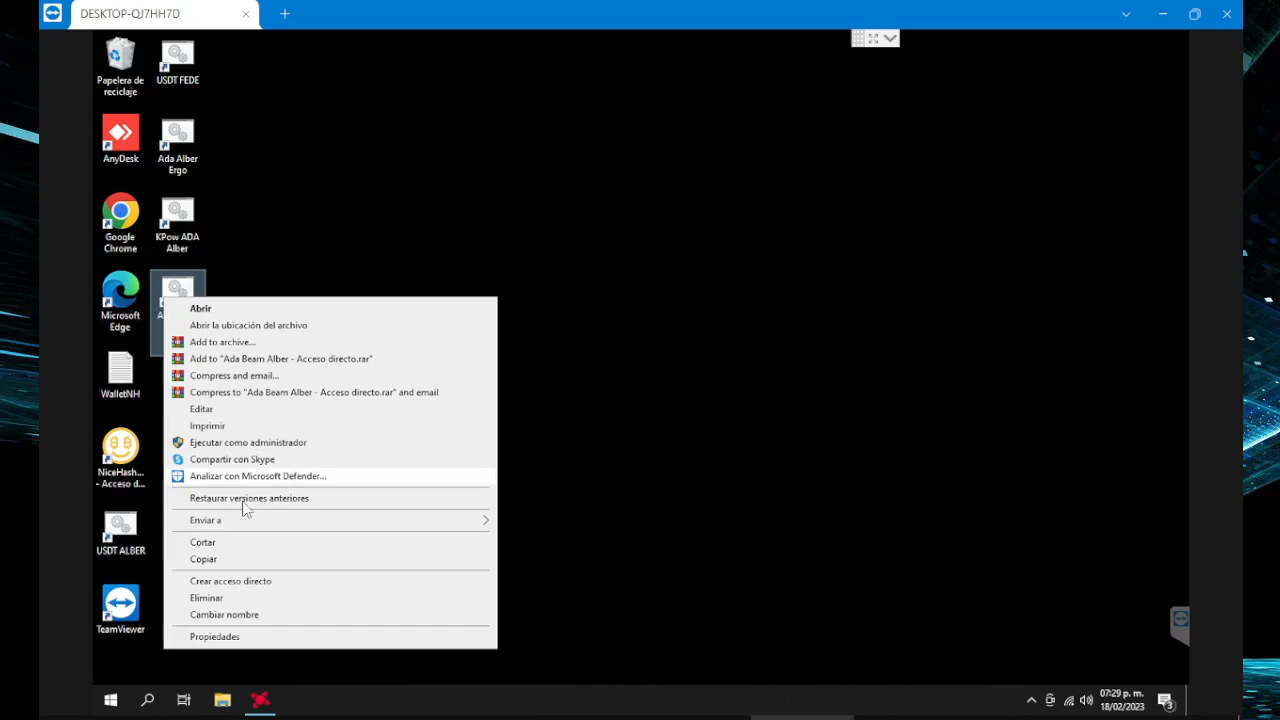 DESKTOP-QJ7HH7D
Papelera de
reciclaje
USDT FEDE
AnyDesk
Ada Alber
Ergo
Google
Chrome
KPow ADA
Alber
Microsoft
Edge
WalletNH
NiceHash...
- Acceso d...
USDT ALBER
TeamViewer
Abrir
Abrir la ubicación del archivo
Add to archive...
Add to "Ada Beam Alber - Acceso directo.rar"
Compress and email...
Compress to "Ada Beam Alber - Acceso directo.rar" and email
Editar
Imprimir
Ejecutar como administrador
Compartir con Skype
Analizar con Microsoft Defender...
Restaurar versiones anteriores
Enviar a
Cortar
Copiar
Crear acceso directo
Eliminar
Cambiar nombre
Propiedades
07:29 p. m.
18/02/2023
3